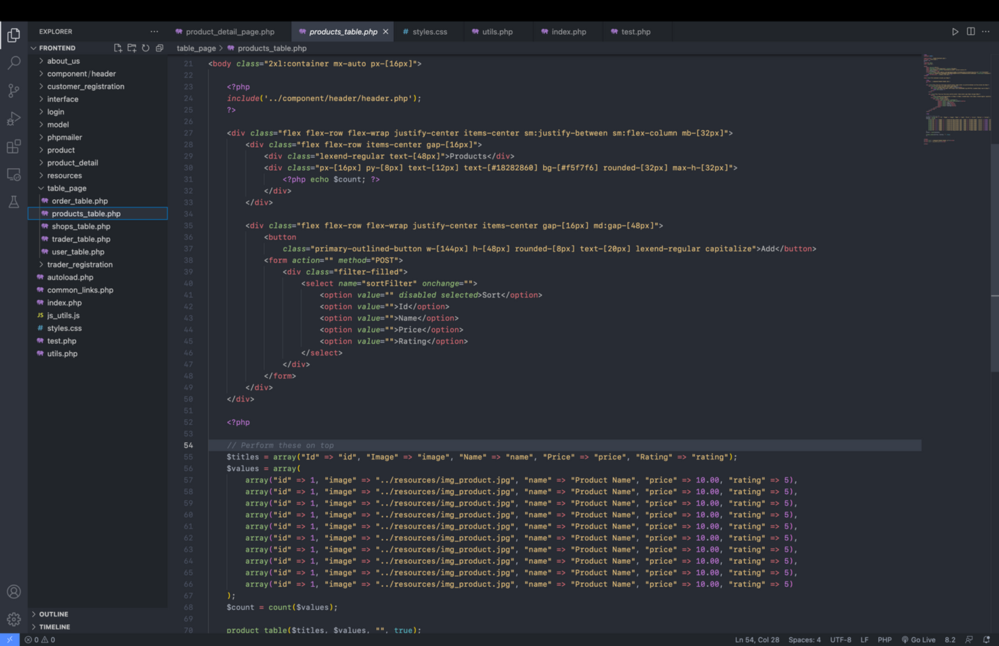 EXPLORER
FRONTEND
about_us
component/header
customer_registration
interface
login
model
phpmailer
product
product_detail
resources
table_page
order_table.php
products_table.php
shops_table.php
trader_table.php
user_table.php
trader_registration
autoload.php
common_links.php
index.php
JS js_utils.js
# styles.css
test.php
utils.php
OUTLINE
TIMELINE
product_detail_page.php products_table.php # styles.css utils.php index.php test.php
table_page > products_table.php
21 <body class="2xl:container mx-auto px-[16px]">
22
23 <?php
24 include('../component/header/header.php');
25 ?>
26
27 <div class="flex flex-row flex-wrap justify-center items-center sm:justify-between sm:flex-column mb-[32px]">
28 <div class="flex flex-row items-center gap-[16px]">
29 <div class="lexend-regular text-[48px]">Products</div>
30 <div class="px-[16px] py-[8px] text-[12px] text-[#18282860] bg-[#f5f7f6] rounded-[32px] max-h-[32px]">
31 <?php echo $count; ?>
32 </div>
33 </div>
34
35 <div class="flex flex-row flex-wrap justify-center items-center gap-[16px] md:gap-[48px]">
36 <button
37 class="primary-outlined-button w-[144px] h-[48px] rounded-[8px] text-[20px] lexend-regular capitalize">Add</button>
38 <form action="" method="POST">
39 <div class="filter-filled">
40 <select name="sortFilter" onchange="">
41 <option value="" disabled selected>Sort</option>
42 <option value="">Id</option>
43 <option value="">Name</option>
44 <option value="">Price</option>
45 <option value="">Rating</option>
46 </select>
47 </div>
48 </form>
49 </div>
50 </div>
51
52 <?php
53
54 // Perform these on top
55 $titles = array("Id" => "id", "Image" => "image", "Name" => "name", "Price" => "price", "Rating" => "rating");
56 $values = array(
57 array("id" => 1, "image" => "../resources/img_product.jpg", "name" => "Product Name", "price" => 10.00, "rating" => 5),
58 array("id" => 1, "image" => "../resources/img_product.jpg", "name" => "Product Name", "price" => 10.00, "rating" => 5),
59 array("id" => 1, "image" => "../resources/img_product.jpg", "name" => "Product Name", "price" => 10.00, "rating" => 5),
60 array("id" => 1, "image" => "../resources/img_product.jpg", "name" => "Product Name", "price" => 10.00, "rating" => 5),
61 array("id" => 1, "image" => "../resources/img_product.jpg", "name" => "Product Name", "price" => 10.00, "rating" => 5),
62 array("id" => 1, "image" => "../resources/img_product.jpg", "name" => "Product Name", "price" => 10.00, "rating" => 5),
63 array("id" => 1, "image" => "../resources/img_product.jpg", "name" => "Product Name", "price" => 10.00, "rating" => 5),
64 array("id" => 1, "image" => "../resources/img_product.jpg", "name" => "Product Name", "price" => 10.00, "rating" => 5),
65 array("id" => 1, "image" => "../resources/img_product.jpg", "name" => "Product Name", "price" => 10.00, "rating" => 5),
66 array("id" => 1, "image" => "../resources/img_product.jpg", "name" => "Product Name", "price" => 10.00, "rating" => 5)
67 );
68 $count = count($values);
69
70 product_table($titles, $values, "", true);
0 0 Ln 54, Col 28 Spaces: 4 UTF-8 LF PHP Go Live 8.2